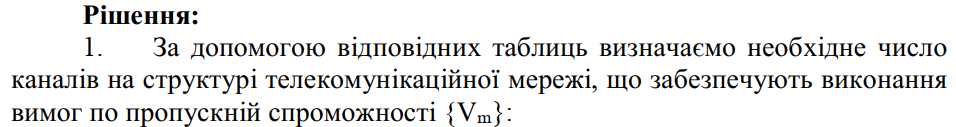 Рішення:
1. За допомогою відповідних таблиць визначаємо необхідне число
каналів на структурі телекомунікаційної мережі, що забезпечують виконання
вимог по пропускній спроможності {Vm}: